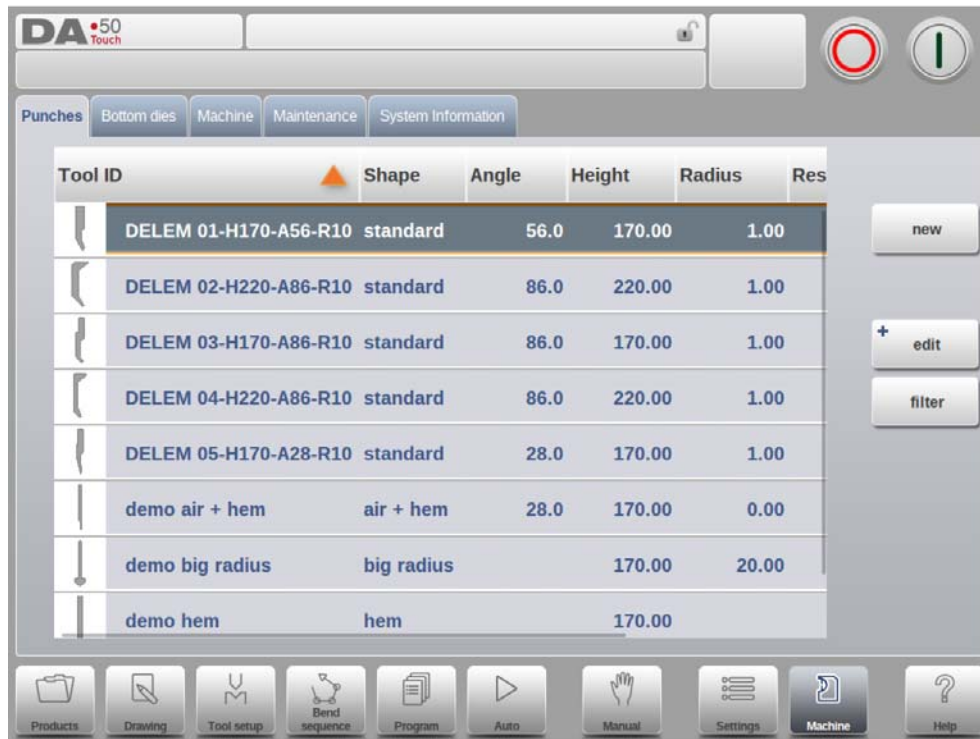 DA•50
Touch
Punches Bottom dies Machine Maintenance System Information
Tool ID Shape Angle Height Radius Res
DELEM 01-H170-A56-R10 standard 56.0 170.00 1.00
new
DELEM 02-H220-A86-R10 standard 86.0 220.00 1.00
DELEM 03-H170-A86-R10 standard 86.0 170.00 1.00
+ edit
DELEM 04-H220-A86-R10 standard 86.0 220.00 1.00
filter
DELEM 05-H170-A28-R10 standard 28.0 170.00 1.00
demo air + hem air + hem 28.0 170.00 0.00
demo big radius big radius 170.00 20.00
demo hem hem 170.00
Products Drawing Tool setup Bend sequence Program Auto Manual Settings Machine Help